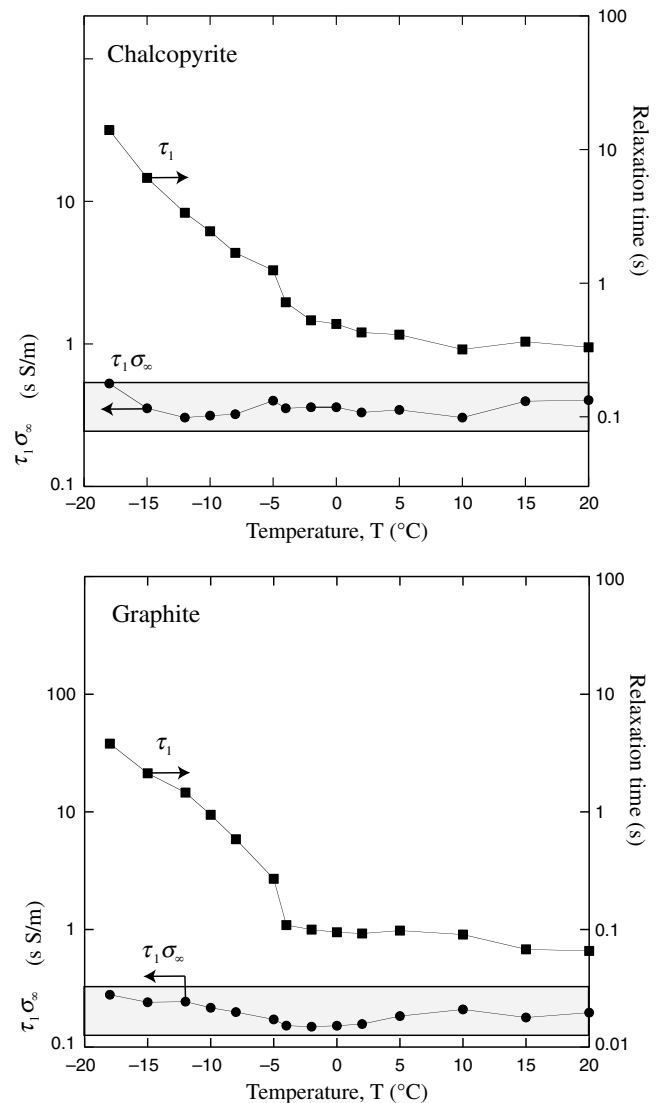 Chalcopyrite
τ₁
τ₁σ∞
100
10
1
0.1
Relaxation time (s)
10
1
0.1
τ₁σ∞ (s S/m)
−20 −15 −10 −5 0 5 10 15 20
Temperature, T (°C)
Graphite
τ₁
τ₁σ∞
100
10
1
0.1
0.01
Relaxation time (s)
100
10
1
0.1
τ₁σ∞ (s S/m)
−20 −15 −10 −5 0 5 10 15 20
Temperature, T (°C)